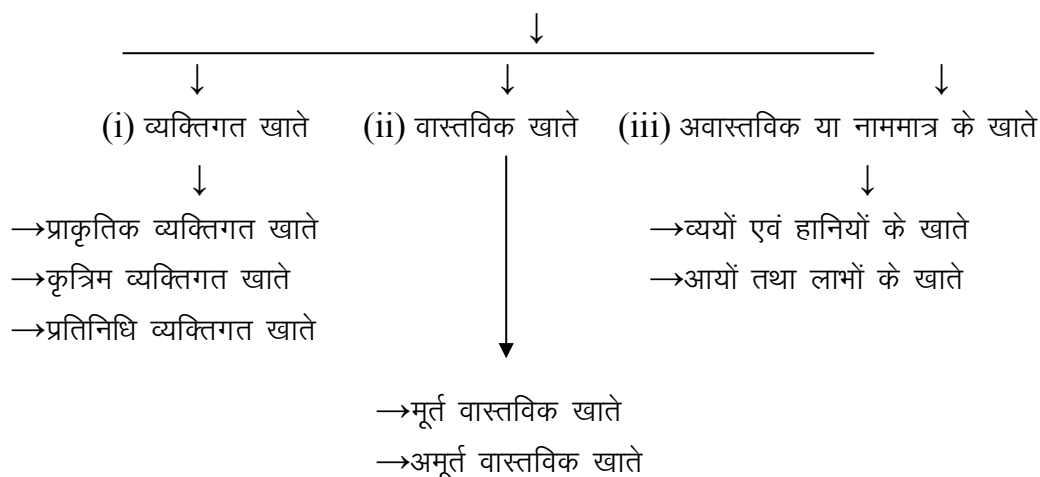 (i) व्यक्तिगत खाते (ii) वास्तविक खाते (iii) अवास्तविक या नाममात्र के खाते
→प्राकृतिक व्यक्तिगत खाते →व्ययों एवं हानियों के खाते
→कृत्रिम व्यक्तिगत खाते →आयों तथा लाभों के खाते
→प्रतिनिधि व्यक्तिगत खाते
→मूर्त वास्तविक खाते
→अमूर्त वास्तविक खाते